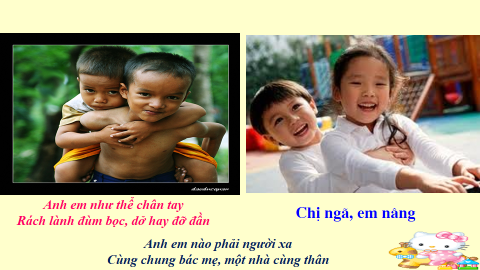 Anh em như thể chân tay
Rách lành đùm bọc, dở hay đỡ đần
Chị ngã, em nâng
Anh em nào phải người xa
Cùng chung bác mẹ, một nhà cùng thân